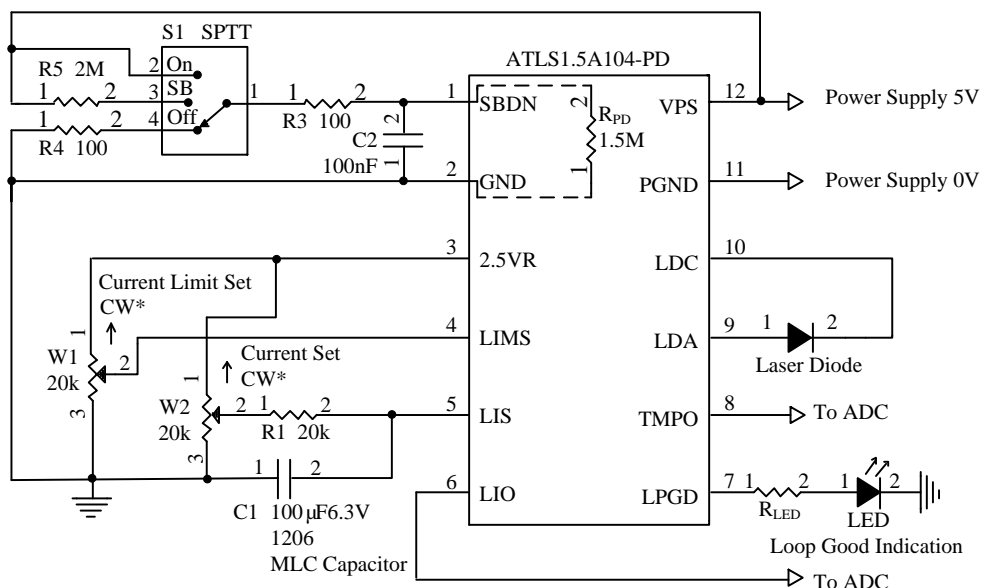 S1 SPTT
ATLS1.5A104-PD
R5 2M
2 On
1 2
3 SB
1
1 2
1 SBDN
2
R_PD
1.5M
1
VPS 12
Power Supply 5V
1 2
4 Off
R4 100
R3 100
2
C2
100nF 1
2 GND
PGND 11
Power Supply 0V
3 2.5VR
LDC 10
Current Limit Set
CW*
1
W1
20k
2
3
4 LIMS
LDA 9
1 2
Laser Diode
Current Set
CW*
1
W2
20k
2
3
1 2
R1 20k
5 LIS
TMPO 8
To ADC
1 2
C1 100µF6.3V
1206
MLC Capacitor
6 LIO
LPGD 7
1 2
R_LED
1 2
LED
Loop Good Indication
To ADC